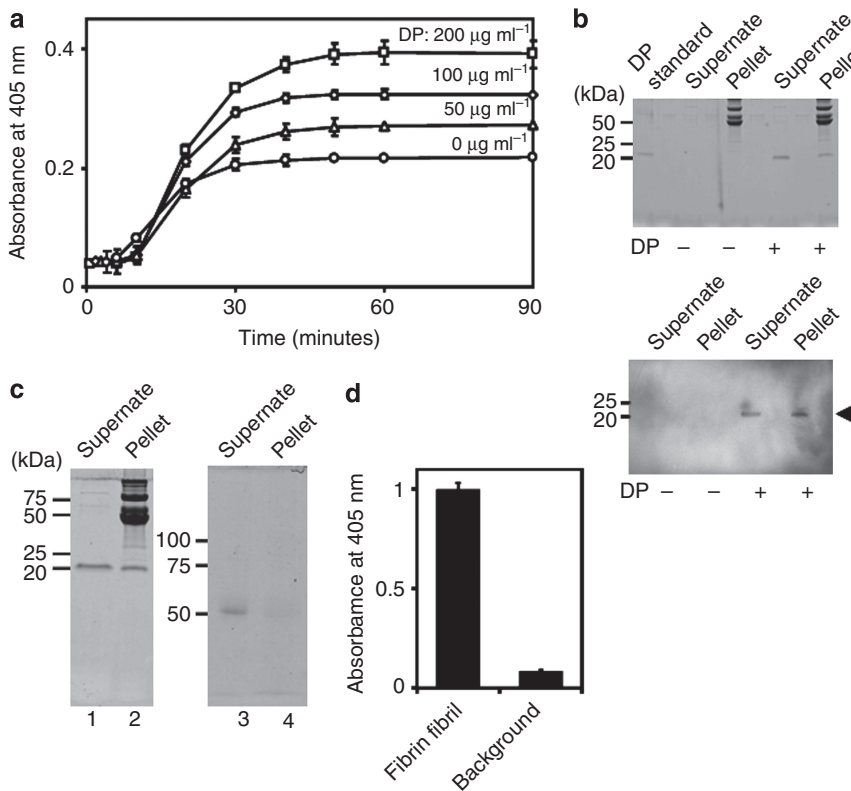 a
Absorbance at 405 nm
0.4
0.2
0
DP: 200 μg ml⁻¹
100 μg ml⁻¹
50 μg ml⁻¹
0 μg ml⁻¹
0 30 60 90
Time (minutes)
b
DP standard
Supernate
Pellet
Supernate
(kDa)
50
25
20
DP − − + +
Supernate
Pellet
Supernate
Pellet
25
20
DP − − + +
c
Supernate
Pellet
(kDa)
75
50
25
20
1 2
Supernate
Pellet
100
75
50
3 4
d
Absorbamce at 405 nm
1
0.5
0
Fibrin fibril
Background